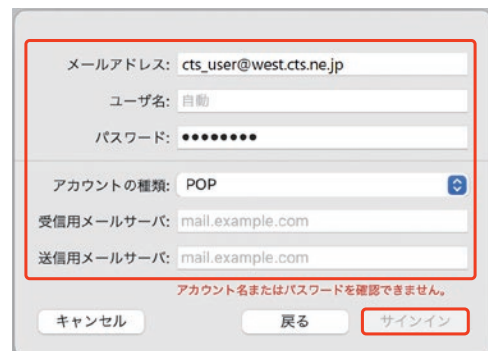 メールアドレス: cts_user@west.cts.ne.jp
ユーザ名: 自動
パスワード: ●●●●●●●●
アカウントの種類: POP
受信用メールサーバ: mail.example.com
送信用メールサーバ: mail.example.com
アカウント名またはパスワードを確認できません。
キャンセル 戻る サインイン